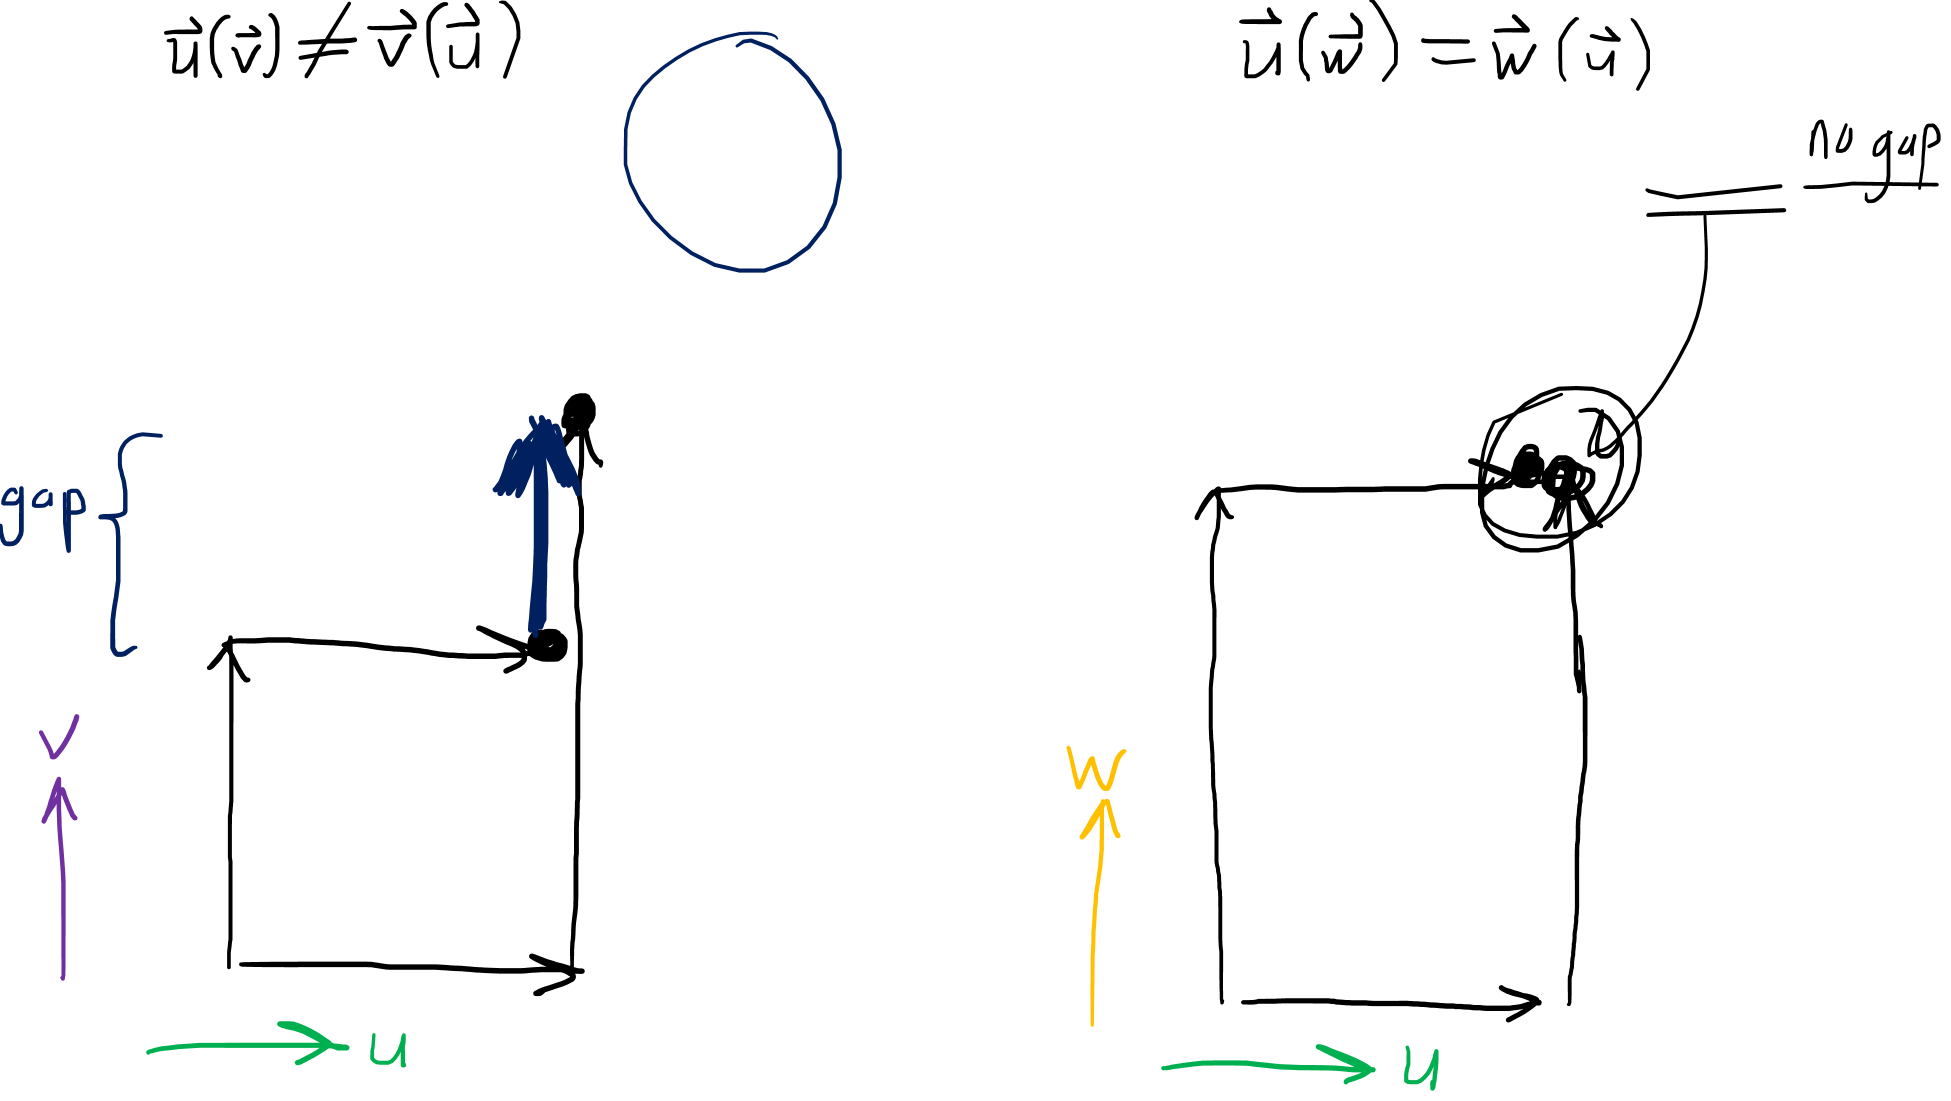 u⃗(v⃗) ≠ v⃗(u⃗)
u⃗(w⃗) = w⃗(u⃗)
no gap
gap
v
w
u
u